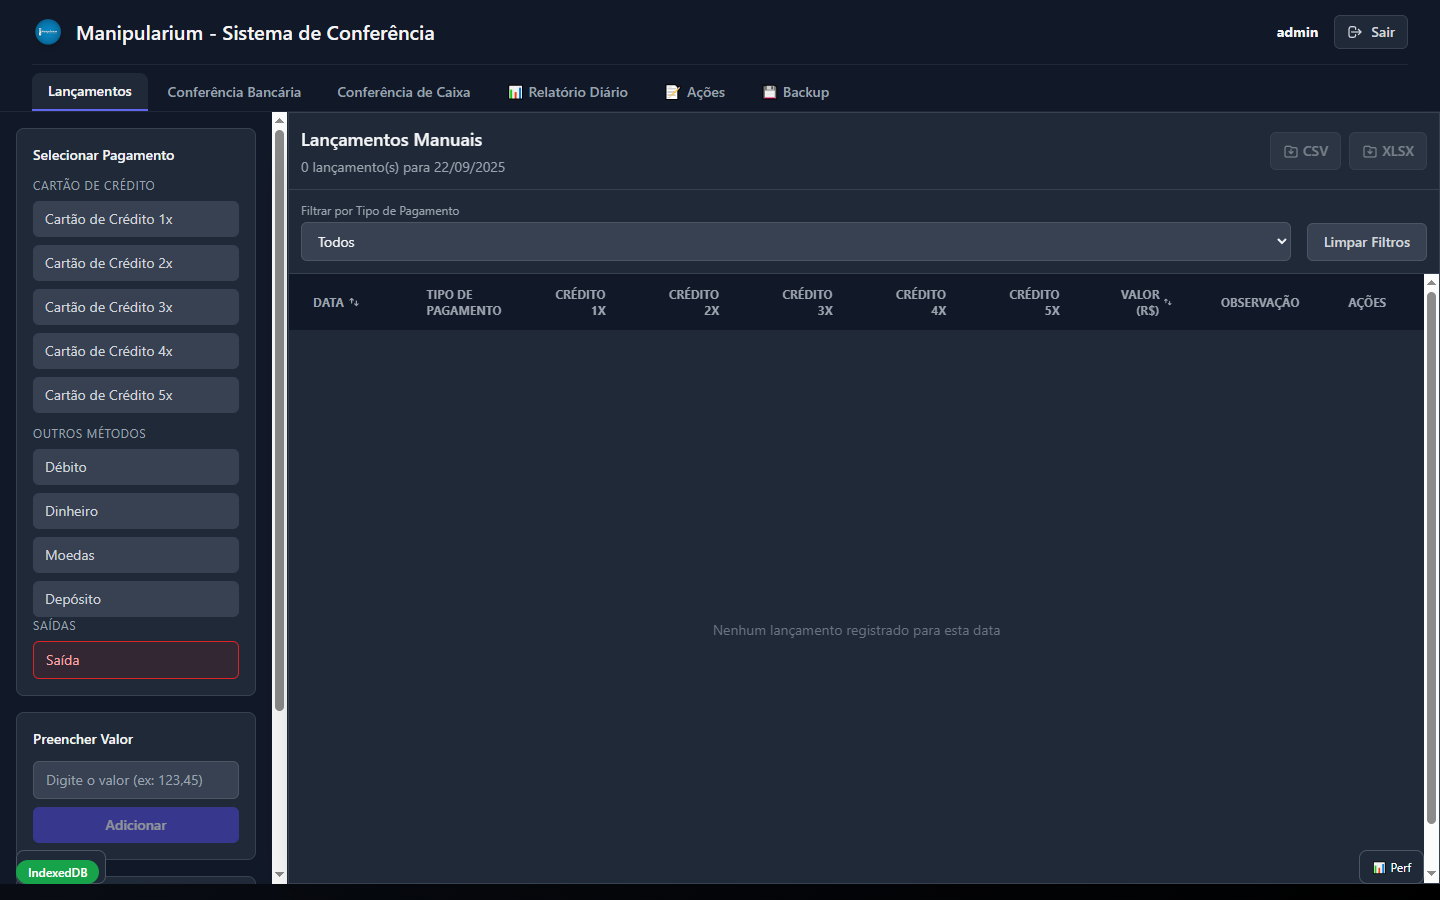 Manipularium - Sistema de Conferência
admin
Sair
Lançamentos
Conferência Bancária
Conferência de Caixa
📊 Relatório Diário
📝 Ações
💾 Backup
Selecionar Pagamento
CARTÃO DE CRÉDITO
Cartão de Crédito 1x
Cartão de Crédito 2x
Cartão de Crédito 3x
Cartão de Crédito 4x
Cartão de Crédito 5x
OUTROS MÉTODOS
Débito
Dinheiro
Moedas
Depósito
SAÍDAS
Saída
Preencher Valor
Digite o valor (ex: 123,45)
Adicionar
IndexedDB
Lançamentos Manuais
0 lançamento(s) para 22/09/2025
CSV
XLSX
Filtrar por Tipo de Pagamento
Todos
Limpar Filtros
DATA ↑↓
TIPO DE
PAGAMENTO
CRÉDITO
1X
CRÉDITO
2X
CRÉDITO
3X
CRÉDITO
4X
CRÉDITO
5X
VALOR
(R$) ↑↓
OBSERVAÇÃO
AÇÕES
Nenhum lançamento registrado para esta data
📊 Perf